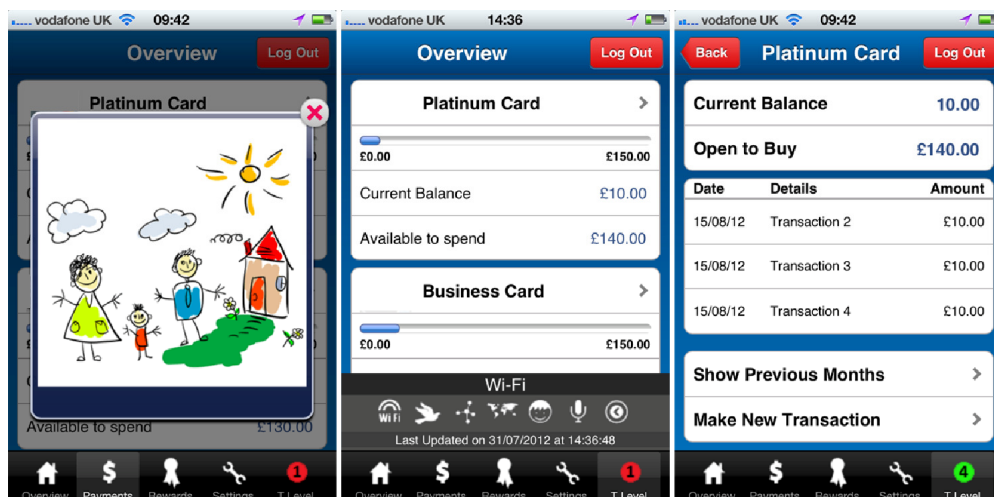 vodafone UK 09:42
Overview
Log Out
Platinum Card
Available to spend
£130.00
1
Overview Payments Rewards Settings T.Level
vodafone UK 14:36
Overview
Log Out
Platinum Card
£0.00 £150.00
Current Balance £10.00
Available to spend £140.00
Business Card
£0.00 £150.00
Wi-Fi
Wi Fi
Last Updated on 31/07/2012 at 14:36:48
$
1
Overview Payments Rewards Settings T.Level
vodafone UK 09:42
Back
Platinum Card
Log Out
Current Balance 10.00
Open to Buy £140.00
Date Details Amount
15/08/12 Transaction 2 £10.00
15/08/12 Transaction 3 £10.00
15/08/12 Transaction 4 £10.00
Show Previous Months
Make New Transaction
$
4
Overview Payments Rewards Settings T.Level